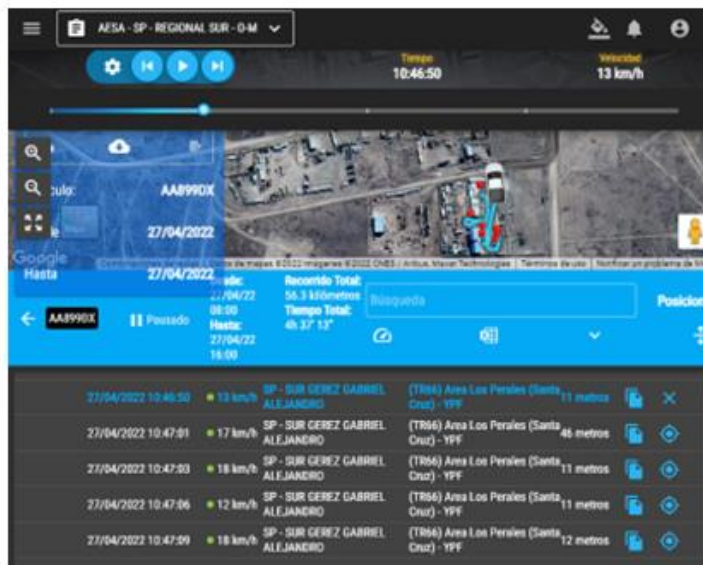 AESA - SP - REGIONAL SUR - O-M
Tiempo
10:46:50
Velocidad
13 km/h
culo:
AA899DX
27/04/2022
Google
Hasta
27/04/2022
Desde:
27/04/22
08:00
Hasta:
27/04/22
16:00
Recorrido Total:
56.3 kilómetros
Tiempo Total:
4h 37' 13"
Búsqueda
Posicion
AA899DX
Pausado
27/04/2022 10:46:50 13 km/h SP - SUR GEREZ GABRIEL ALEJANDRO (TR66) Area Los Perales (Santa Cruz) - YPF 11 metros
27/04/2022 10:47:01 17 km/h SP - SUR GEREZ GABRIEL ALEJANDRO (TR66) Area Los Perales (Santa Cruz) - YPF 46 metros
27/04/2022 10:47:03 18 km/h SP - SUR GEREZ GABRIEL ALEJANDRO (TR66) Area Los Perales (Santa Cruz) - YPF 11 metros
27/04/2022 10:47:06 12 km/h SP - SUR GEREZ GABRIEL ALEJANDRO (TR66) Area Los Perales (Santa Cruz) - YPF 11 metros
27/04/2022 10:47:09 18 km/h SP - SUR GEREZ GABRIEL ALEJANDRO (TR66) Area Los Perales (Santa Cruz) - YPF 12 metros